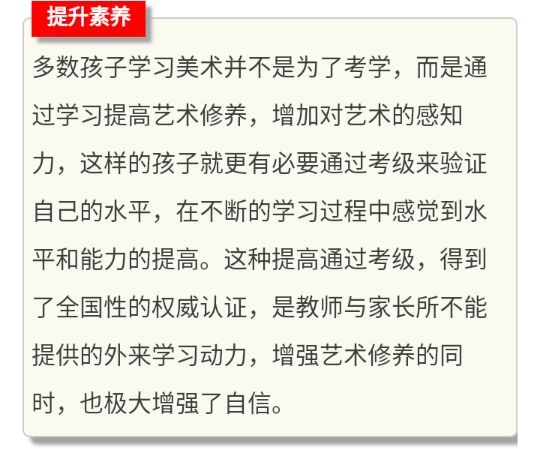 提升素养
多数孩子学习美术并不是为了考学，而是通
过学习提高艺术修养，增加对艺术的感知
力，这样的孩子就更有必要通过考级来验证
自己的水平，在不断的学习过程中感觉到水
平和能力的提高。这种提高通过考级，得到
了全国性的权威认证，是教师与家长所不能
提供的外来学习动力，增强艺术修养的同
时，也极大增强了自信。